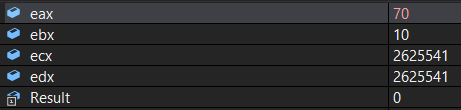 eax 70
ebx 10
ecx 2625541
edx 2625541
Result 0